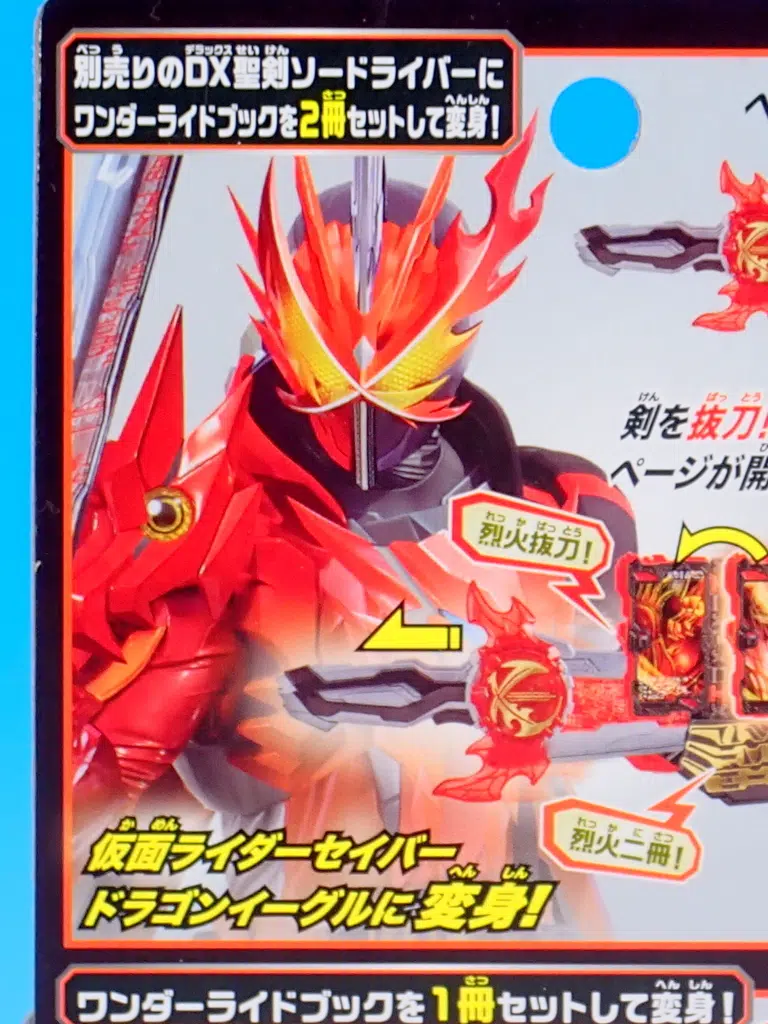 別売りのDX聖剣ソードライバーに
ワンダーライドブックを2冊セットして変身!
剣を抜刀!
ページが開
烈火抜刀!
烈火二冊!
仮面ライダーセイバー
ドラゴンイーグルに変身!
ワンダーライドブックを1冊セットして変身!